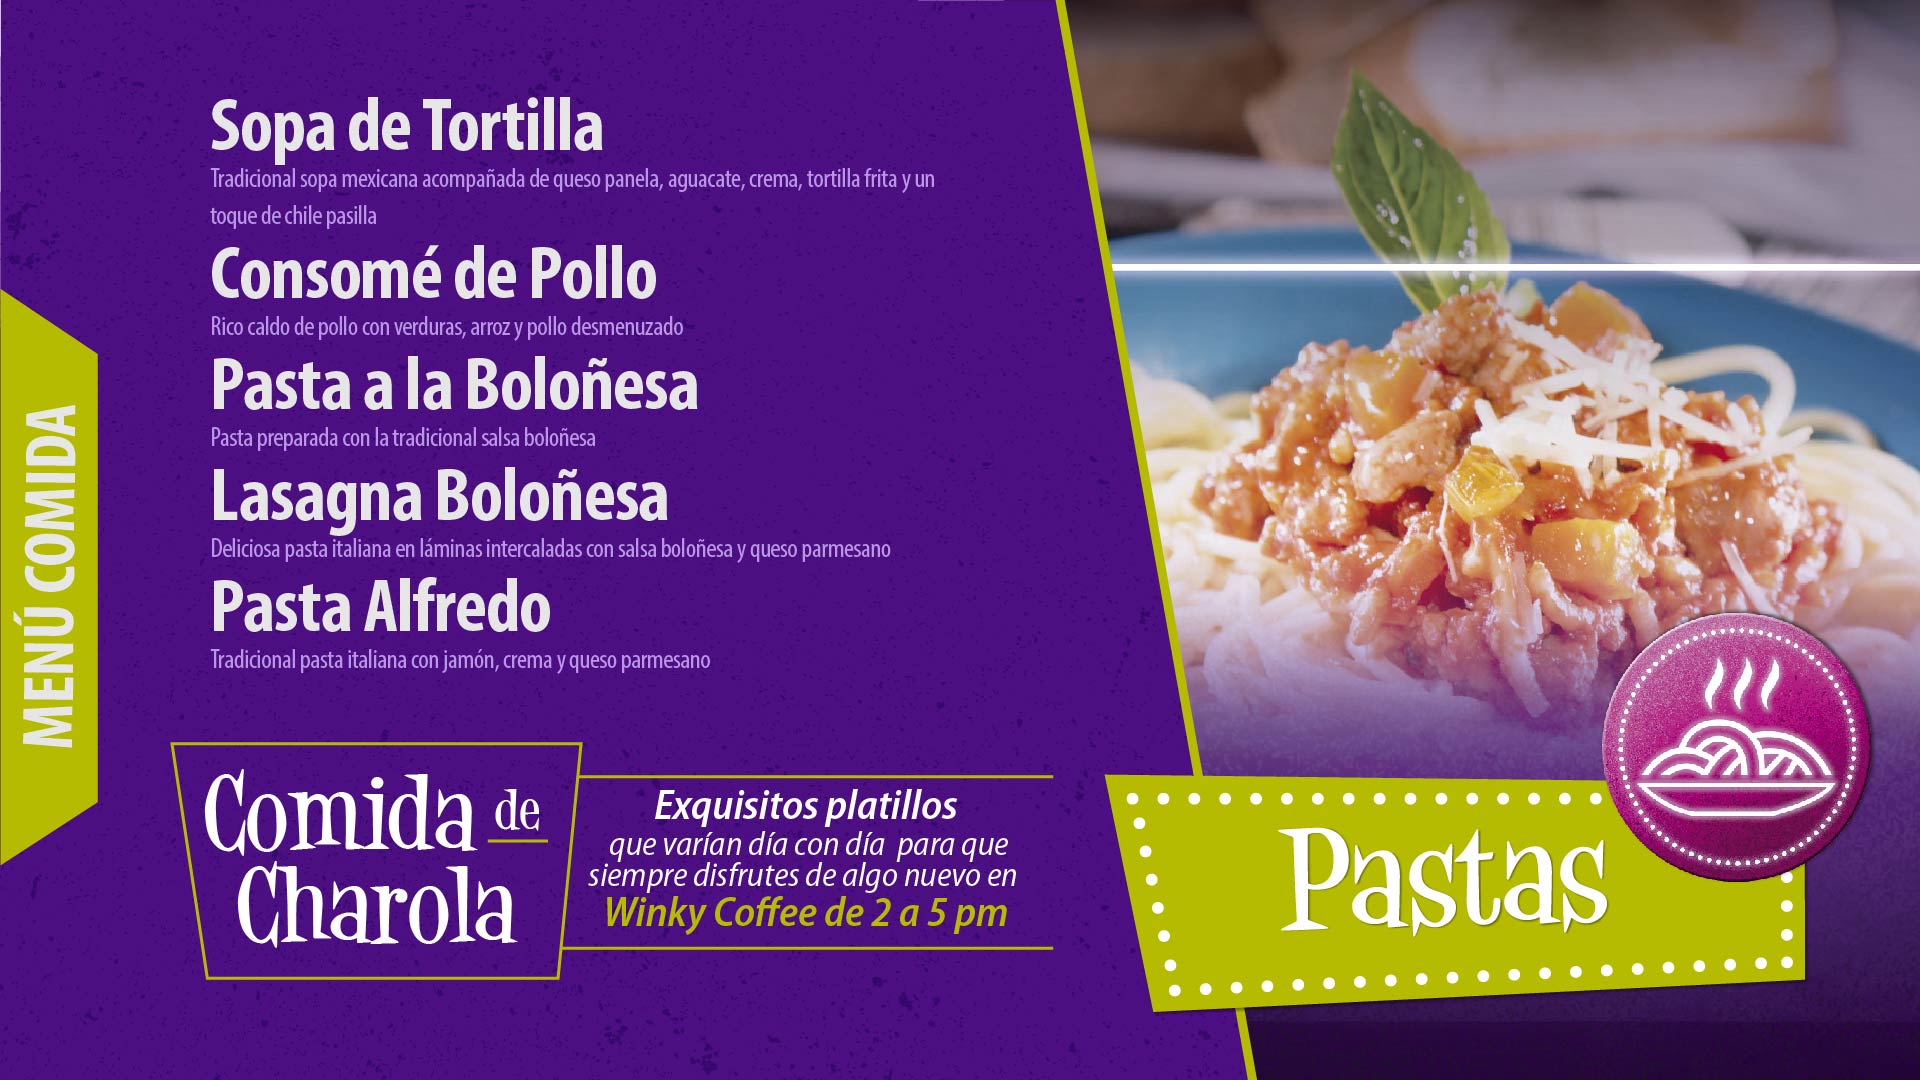 MENÚ COMIDA
Sopa de Tortilla
Tradicional sopa mexicana acompañada de queso panela, aguacate, crema, tortilla frita y un
toque de chile pasilla
Consomé de Pollo
Rico caldo de pollo con verduras, arroz y pollo desmenuzado
Pasta a la Boloñesa
Pasta preparada con la tradicional salsa boloñesa
Lasagna Boloñesa
Deliciosa pasta italiana en láminas intercaladas con salsa boloñesa y queso parmesano
Pasta Alfredo
Tradicional pasta italiana con jamón, crema y queso parmesano
Comida de
Charola
Exquisitos platillos
que varían día con día para que
siempre disfrutes de algo nuevo en
Winky Coffee de 2 a 5 pm
Pastas